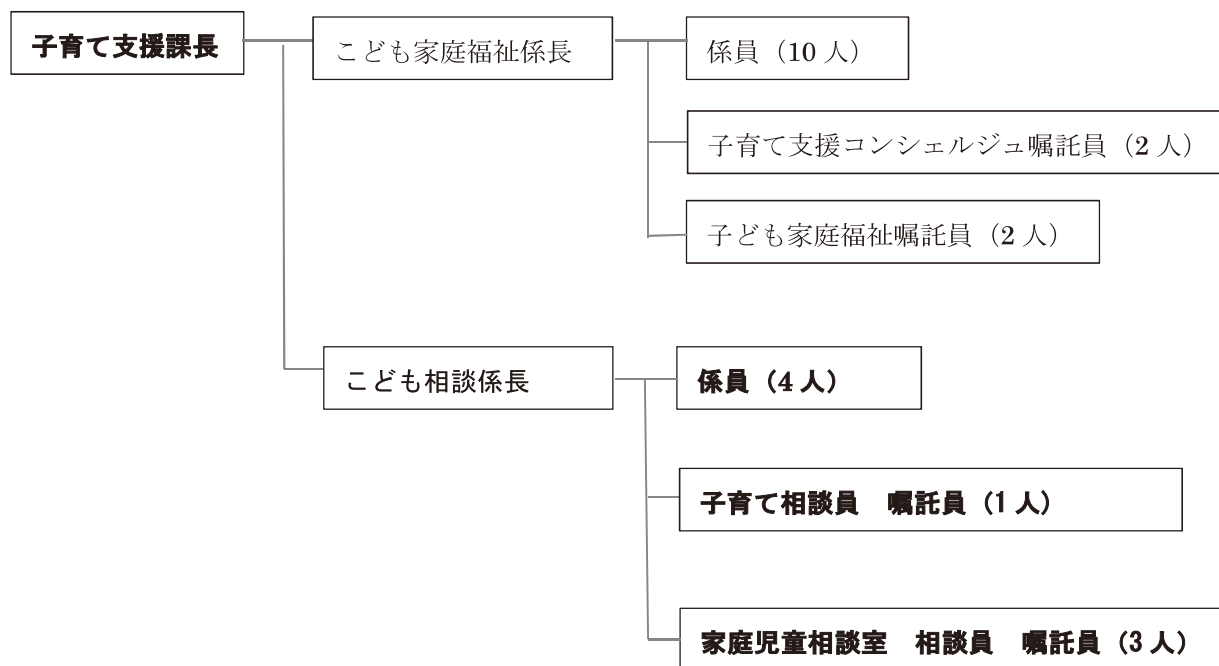 子育て支援課長
こども家庭福祉係長
係員（10 人）
子育て支援コンシェルジュ嘱託員（2 人）
子ども家庭福祉嘱託員（2 人）
こども相談係長
係員（4 人）
子育て相談員　嘱託員（1 人）
家庭児童相談室　相談員　嘱託員（3 人）